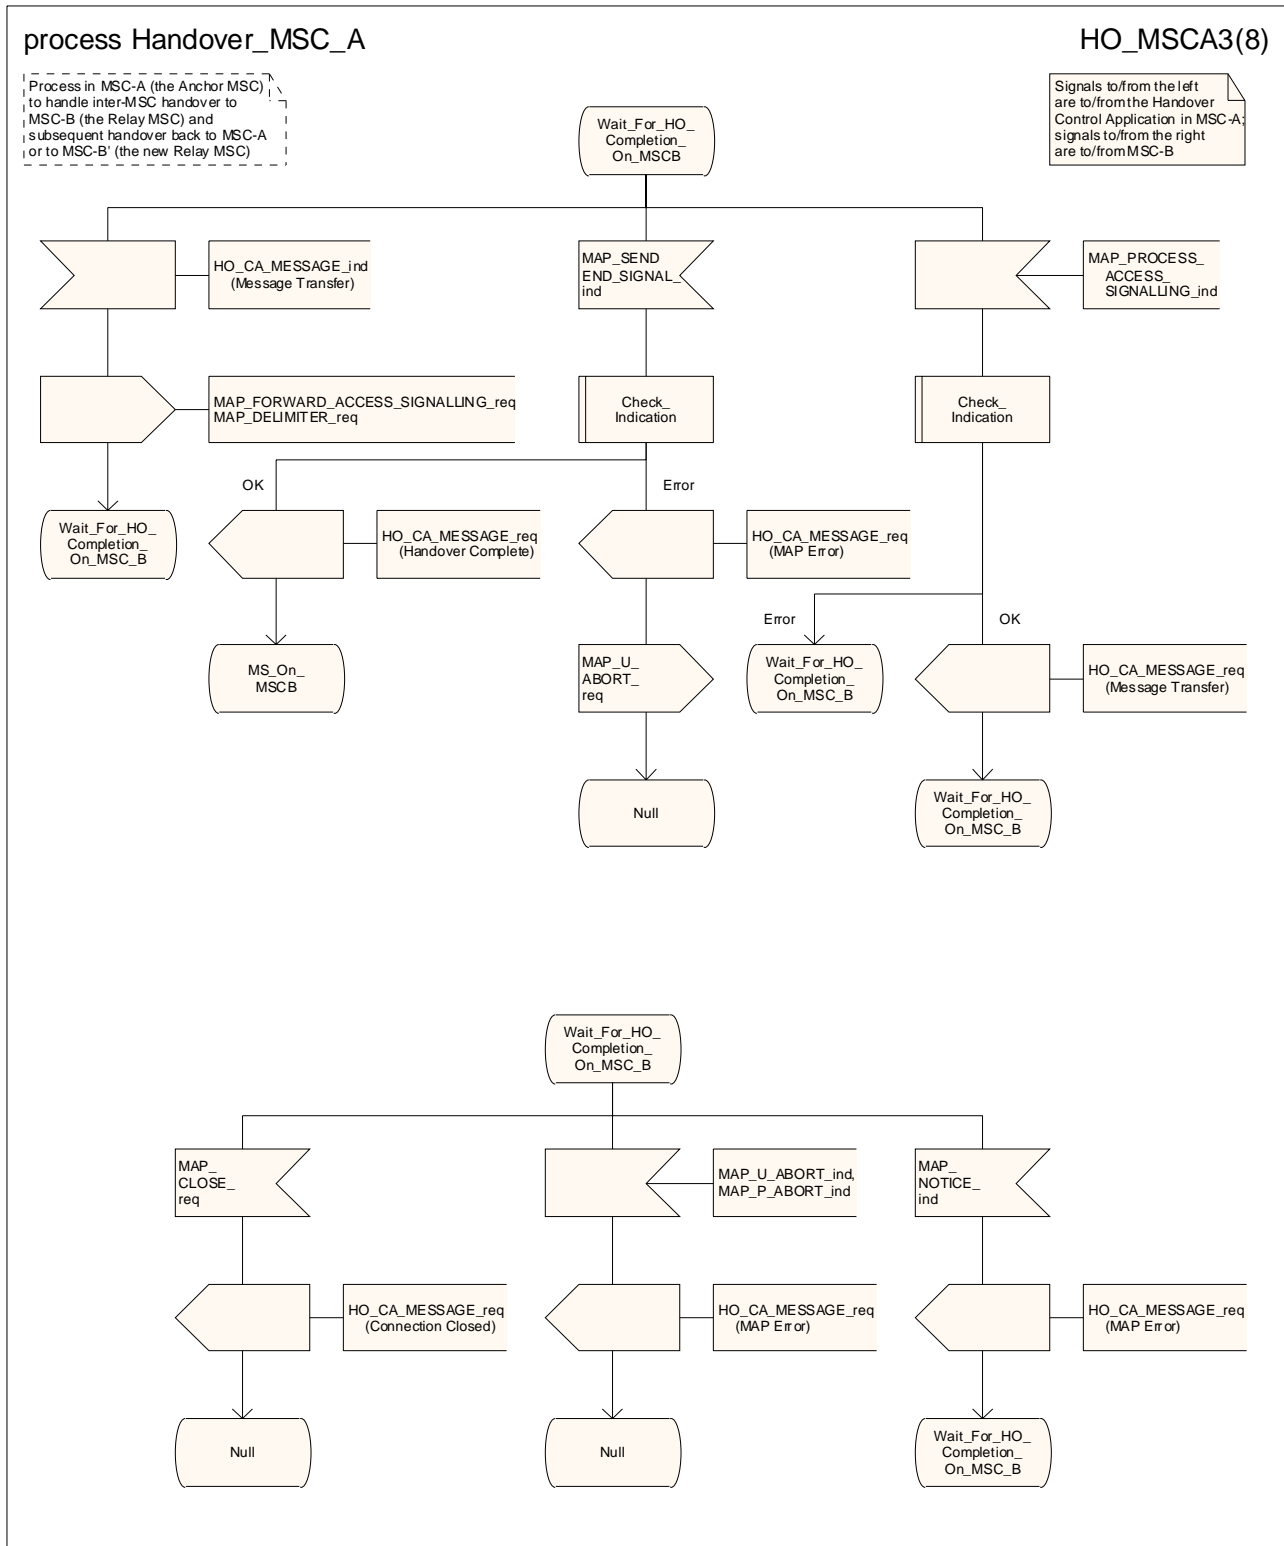 process Handover_MSC_A
HO_MSCA3(8)
Process in MSC-A (the Anchor MSC)
to handle inter-MSC handover to
MSC-B (the Relay MSC) and
subsequent handover back to MSC-A
or to MSC-B' (the new Relay MSC)
Signals to/from the left
are to/from the Handover
Control Application in MSC-A;
signals to/from the right
are to/from MSC-B
Wait_For_HO_
Completion_
On_MSCB
HO_CA_MESSAGE_ind
(Message Transfer)
MAP_SEND
END_SIGNAL_
ind
MAP_PROCESS_
ACCESS_
SIGNALLING_ind
MAP_FORWARD_ACCESS_SIGNALLING_req
MAP_DELIMITER_req
Check_
Indication
Check_
Indication
OK
Error
Wait_For_HO_
Completion_
On_MSC_B
HO_CA_MESSAGE_req
(Handover Complete)
HO_CA_MESSAGE_req
(MAP Error)
Error
OK
MS_On_
MSCB
MAP_U_
ABORT_
req
Wait_For_HO_
Completion_
On_MSC_B
HO_CA_MESSAGE_req
(Message Transfer)
Null
Wait_For_HO_
Completion_
On_MSC_B
Wait_For_HO_
Completion_
On_MSC_B
MAP_
CLOSE_
req
MAP_U_ABORT_ind,
MAP_P_ABORT_ind
MAP_
NOTICE_
ind
HO_CA_MESSAGE_req
(Connection Closed)
HO_CA_MESSAGE_req
(MAP Error)
HO_CA_MESSAGE_req
(MAP Error)
Null
Null
Wait_For_HO_
Completion_
On_MSC_B